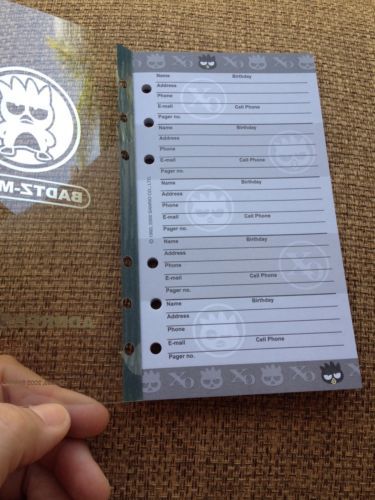 BADTZ-M
Name Birthday
Address
Phone
E-mail Cell Phone
Pager no.
Name Birthday
Address
Phone
E-mail Cell Phone
Pager no.
Name Birthday
Address
Phone
E-mail Cell Phone
Pager no.
Name Birthday
Address
Phone
E-mail Cell Phone
Pager no.
Name Birthday
Address
Phone
E-mail Cell Phone
Pager no.
XO
XO
XO
XO
XO